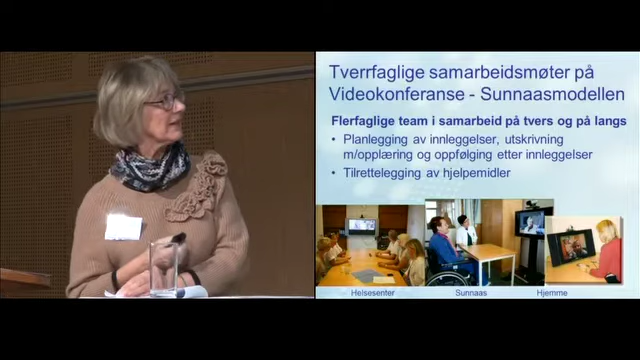 Tverrfaglige samarbeidsmøter på
Videokonferanse - Sunnaasmodellen
Flerfaglige team i samarbeid på tvers og på langs
• Planlegging av innleggelser, utskrivning
m/opplæring og oppfølging etter innleggelser
• Tilrettelegging av hjelpemidler
Helsesenter
Sunnaas
Hjemme